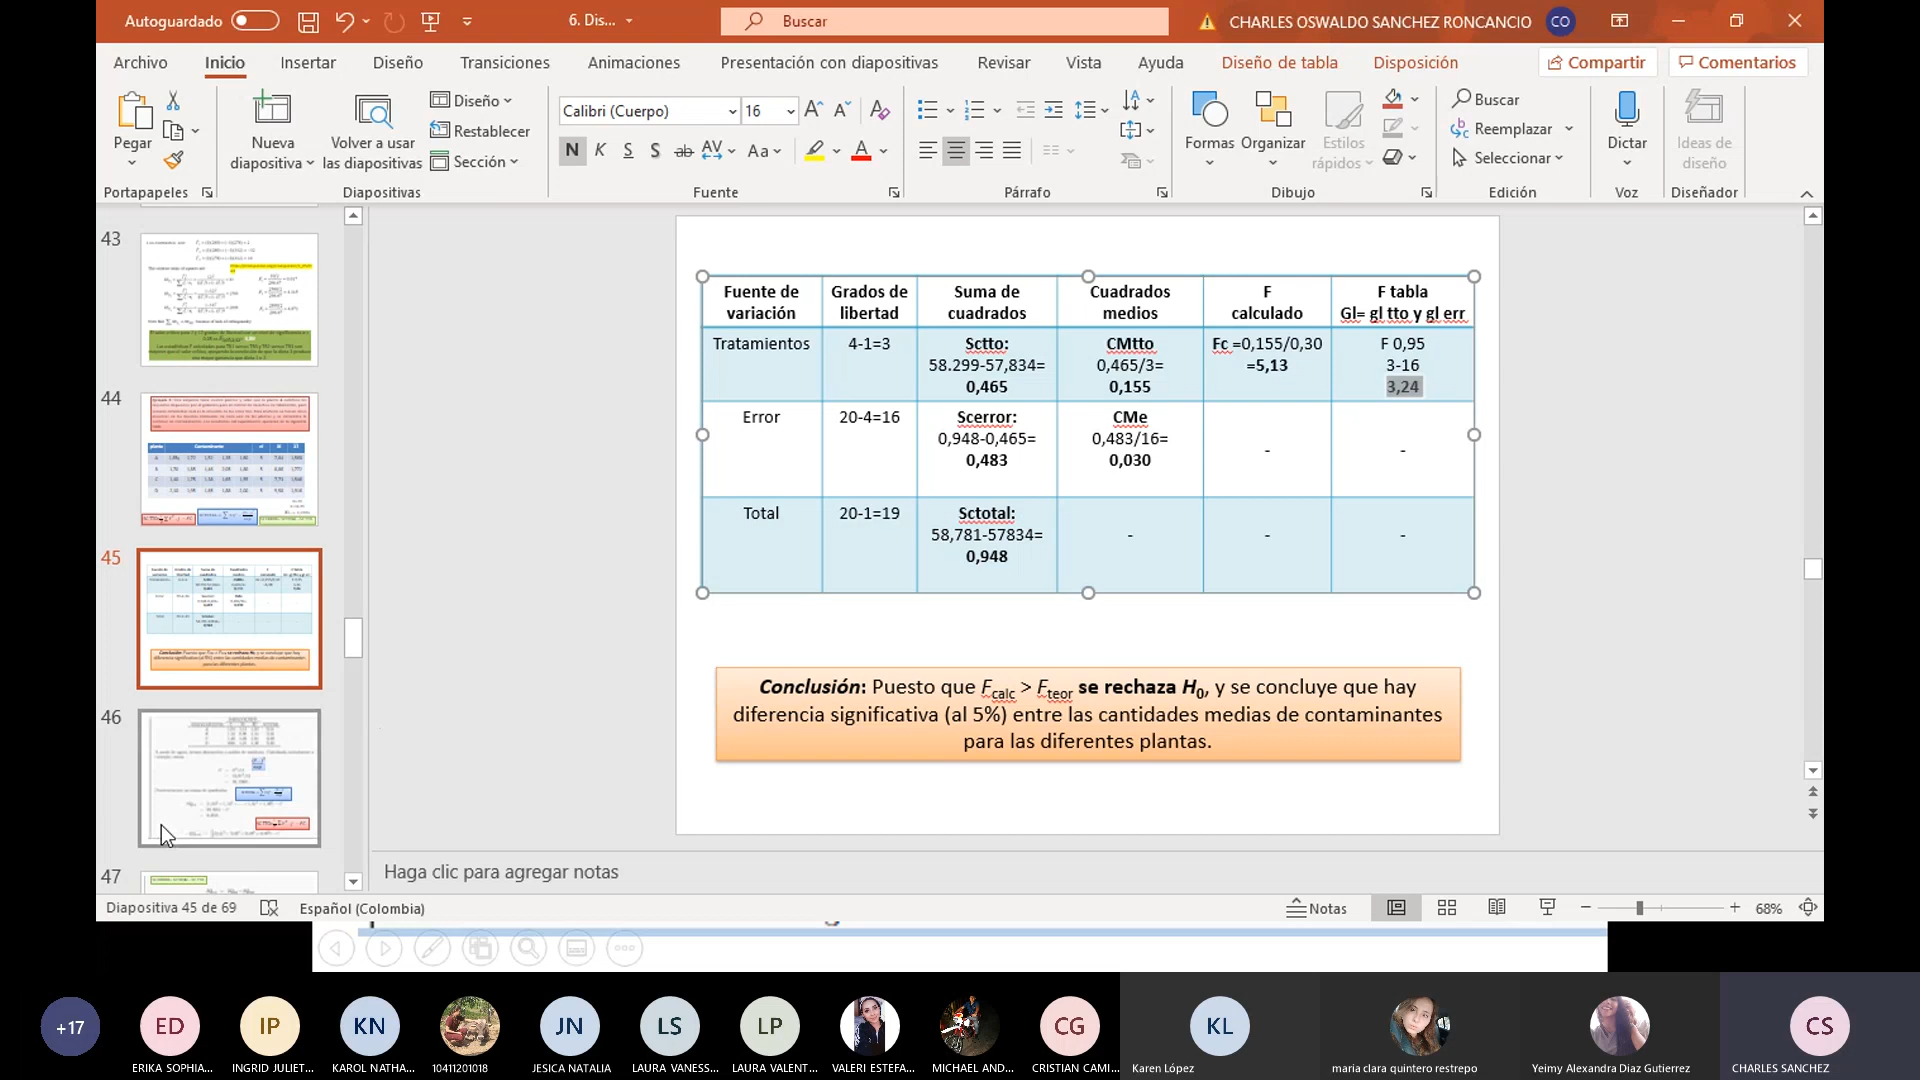 Autoguardado
6. Dis...
Buscar
CHARLES OSWALDO SANCHEZ RONCANCIO
CO
Archivo
Inicio
Insertar
Diseño
Transiciones
Animaciones
Presentación con diapositivas
Revisar
Vista
Ayuda
Diseño de tabla
Disposición
Compartir
Comentarios
Pegar
Portapapeles
Nueva
diapositiva
Volver a usar
las diapositivas
Diseño
Restablecer
Sección
Diapositivas
Calibri (Cuerpo)
16
N K S S ab AV Aa
Fuente
Párrafo
Formas
Organizar
Estilos
rápidos
Dibujo
Buscar
Reemplazar
Seleccionar
Edición
Dictar
Voz
Ideas de
diseño
Diseñador
43
44
45
46
47
Fuente de
variación
Grados de
libertad
Suma de
cuadrados
Cuadrados
medios
F
calculado
F tabla
Gl= gl tto y gl err
Tratamientos
4-1=3
Sctto:
58.299-57,834=
0,465
CMtto
0,465/3=
0,155
Fc =0,155/0,30
=5,13
F 0,95
3-16
3,24
Error
20-4=16
Scerror:
0,948-0,465=
0,483
CMe
0,483/16=
0,030
-
-
Total
20-1=19
Sctotal:
58,781-57834=
0,948
-
-
-
Conclusión: Puesto que Fcalc > Fteor se rechaza H0, y se concluye que hay
diferencia significativa (al 5%) entre las cantidades medias de contaminantes
para las diferentes plantas.
Haga clic para agregar notas
Diapositiva 45 de 69
Español (Colombia)
Notas
68%
+17
ED
ERIKA SOPHIA...
IP
INGRID JULIET...
KN
KAROL NATHA...
10411201018
JN
JESICA NATALIA
LS
LAURA VANESS...
LP
LAURA VALENT...
VALERI ESTEFA...
MICHAEL AND...
CG
CRISTIAN CAMI...
KL
Karen López
maria clara quintero restrepo
Yeimy Alexandra Diaz Gutierrez
CS
CHARLES SANCHEZ